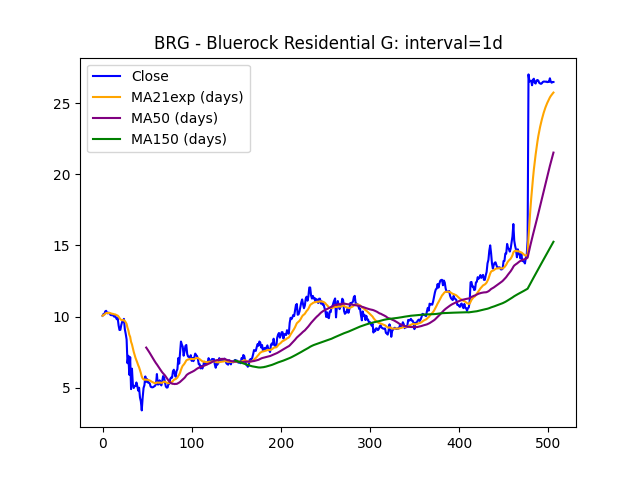 BRG - Bluerock Residential G: interval=1d
Close
MA21exp (days)
MA50 (days)
MA150 (days)
25
20
15
10
5
0 100 200 300 400 500